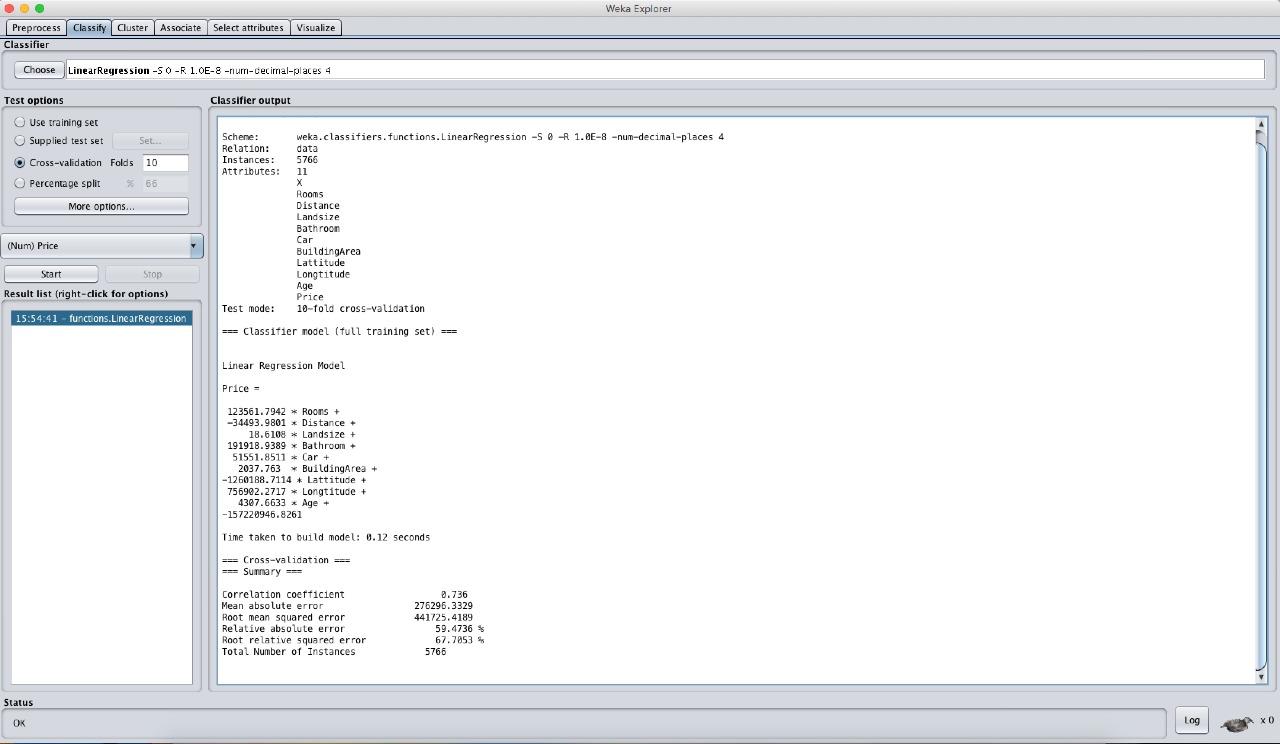 Weka Explorer
Preprocess Classify Cluster Associate Select attributes Visualize
Classifier
Choose LinearRegression -S 0 -R 1.0E-8 -num-decimal-places 4
Test options
Use training set
Supplied test set Set...
Cross-validation Folds 10
Percentage split % 66
More options...
(Num) Price
Start Stop
Result list (right-click for options)
15:54:41 - functions.LinearRegression
Classifier output
Scheme: weka.classifiers.functions.LinearRegression -S 0 -R 1.0E-8 -num-decimal-places 4
Relation: data
Instances: 5766
Attributes: 11
X
Rooms
Distance
Landsize
Bathroom
Car
BuildingArea
Lattitude
Longtitude
Age
Price
Test mode: 10-fold cross-validation
=== Classifier model (full training set) ===
Linear Regression Model
Price =
123561.7942 * Rooms +
-34493.9801 * Distance +
18.6108 * Landsize +
191918.9389 * Bathroom +
51551.8511 * Car +
2037.763 * BuildingArea +
-1260188.7114 * Lattitude +
756902.2717 * Longtitude +
4307.6633 * Age +
-157220946.8261
Time taken to build model: 0.12 seconds
=== Cross-validation ===
=== Summary ===
Correlation coefficient 0.736
Mean absolute error 276296.3329
Root mean squared error 441725.4189
Relative absolute error 59.4736 %
Root relative squared error 67.7053 %
Total Number of Instances 5766
Status
OK
Log x 0